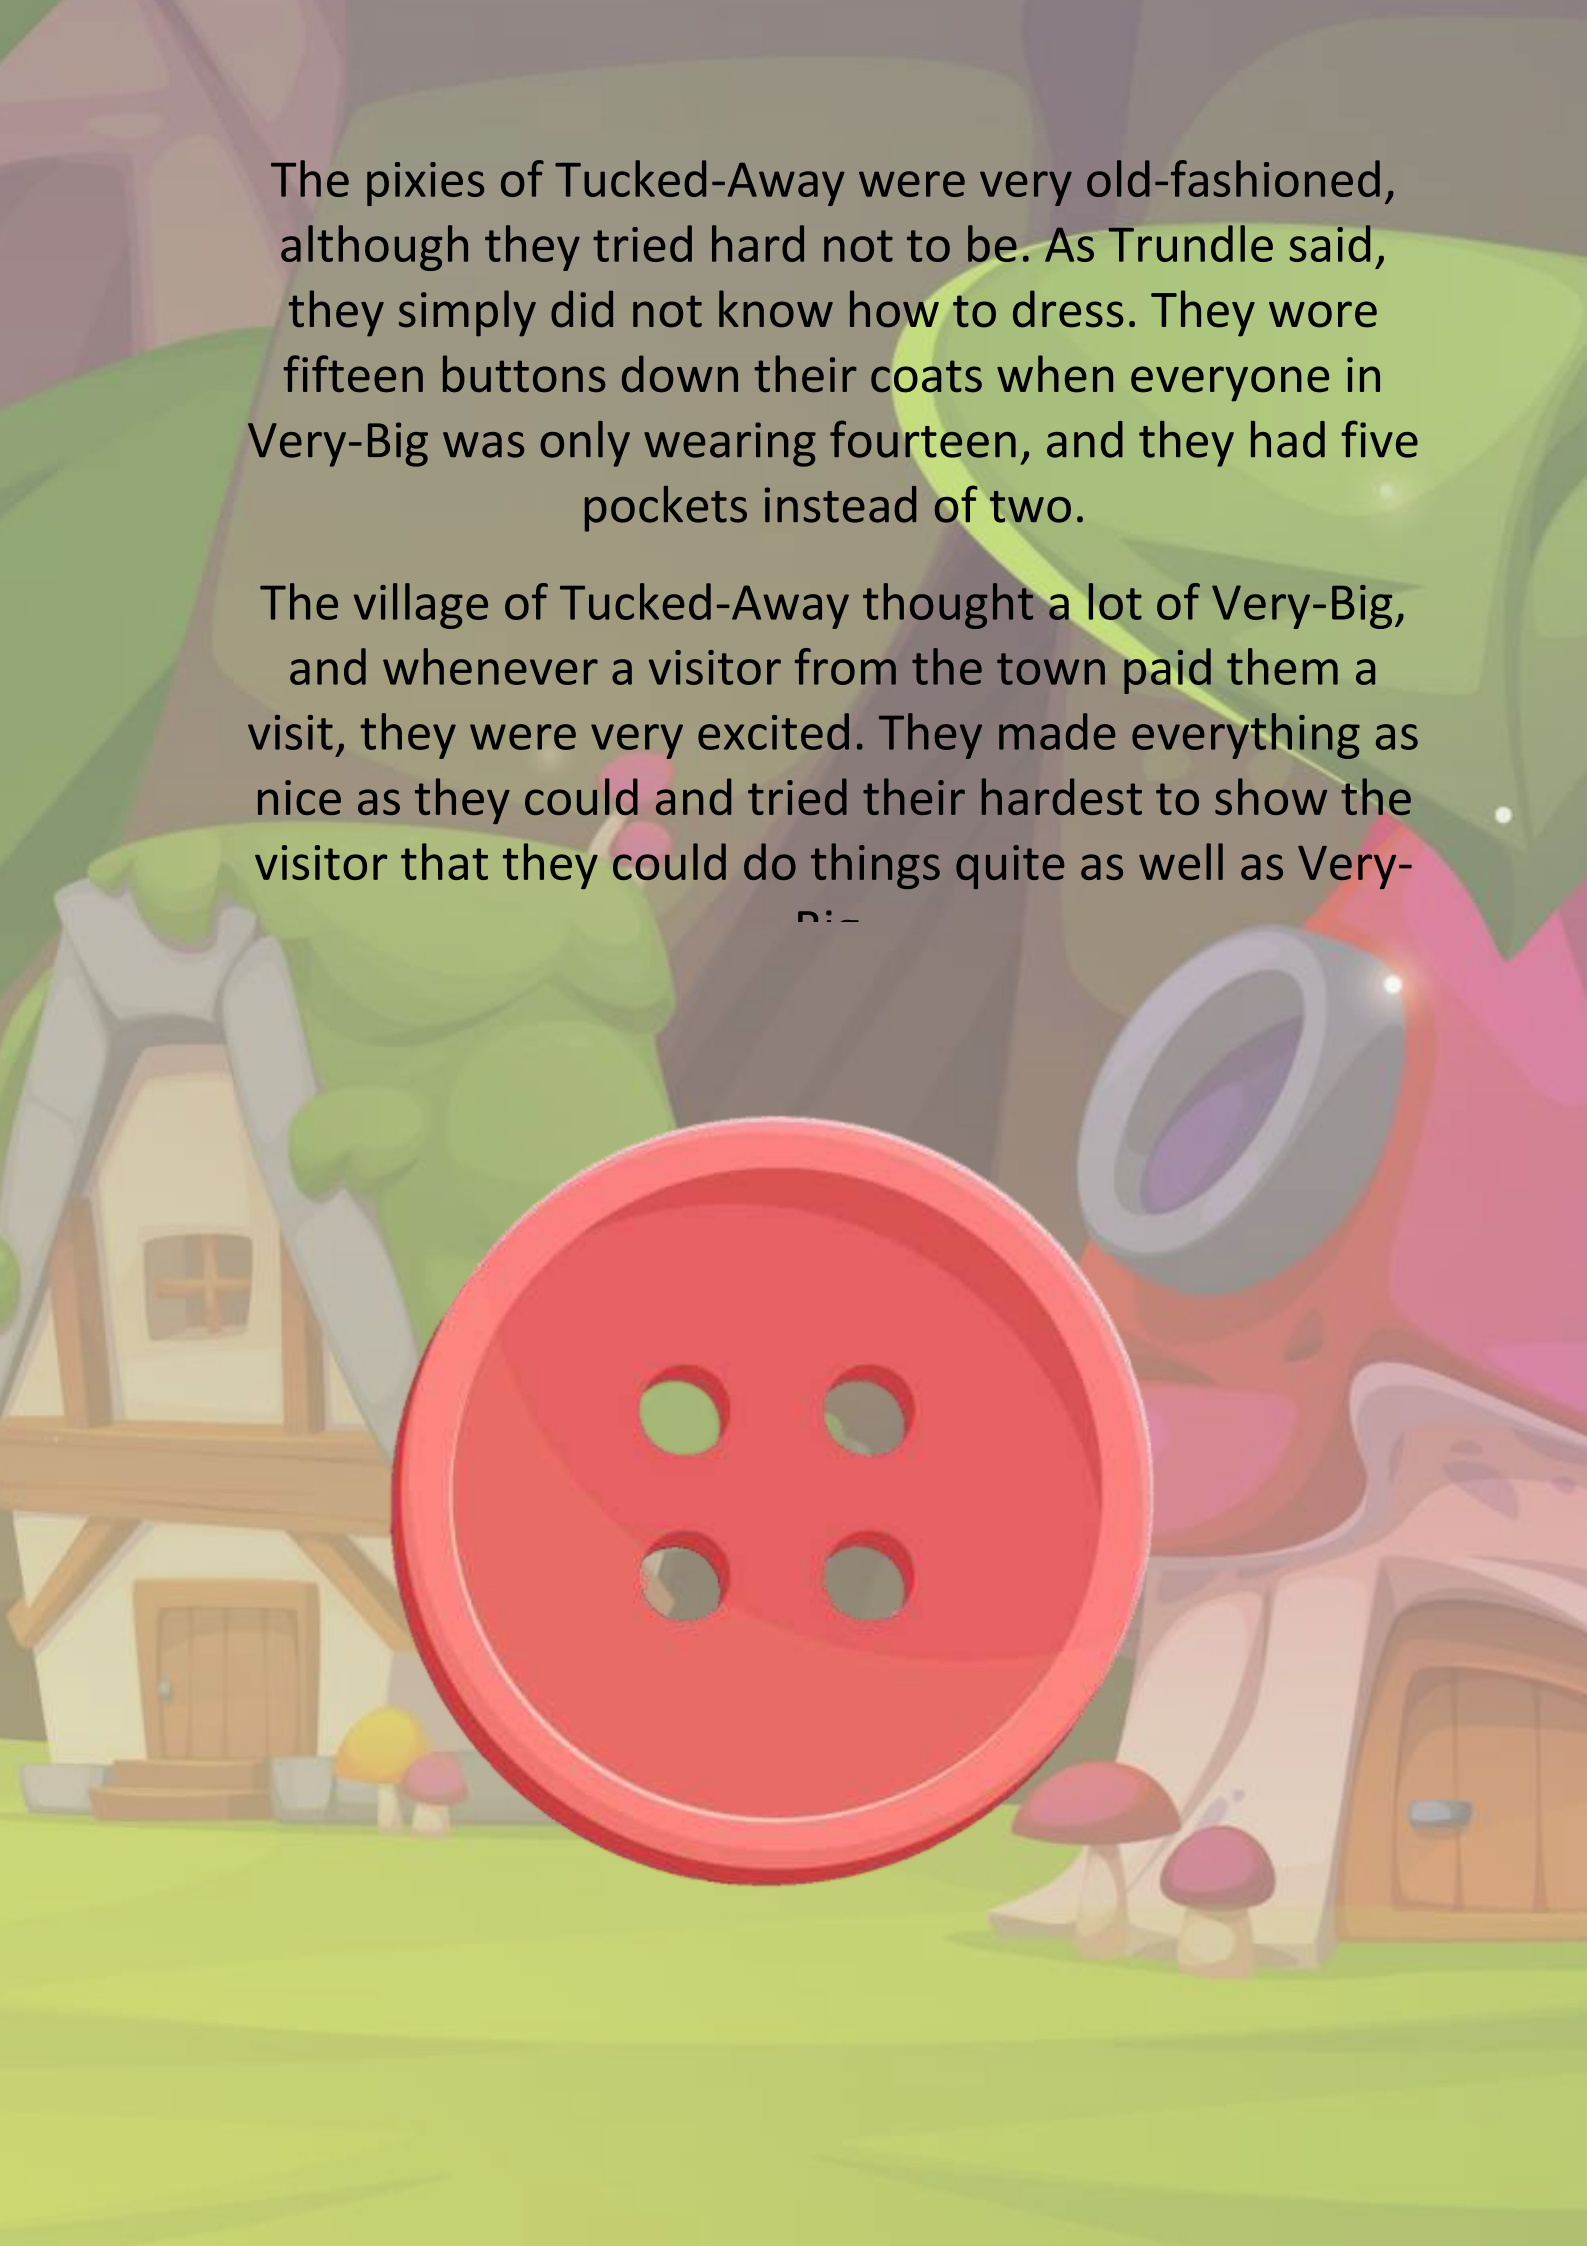 The pixies of Tucked-Away were very old-fashioned,
although they tried hard not to be. As Trundle said,
they simply did not know how to dress. They wore
fifteen buttons down their coats when everyone in
Very-Big was only wearing fourteen, and they had five
pockets instead of two.
The village of Tucked-Away thought a lot of Very-Big,
and whenever a visitor from the town paid them a
visit, they were very excited. They made everything as
nice as they could and tried their hardest to show the
visitor that they could do things quite as well as Very-